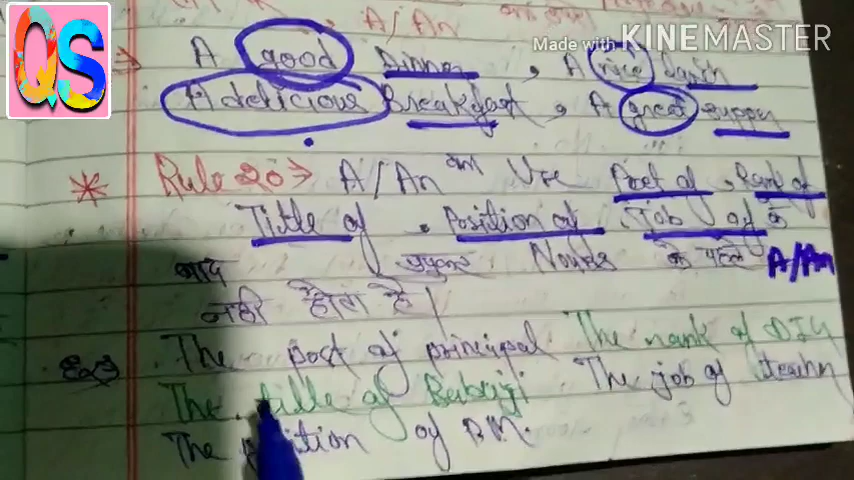 QS
Made with KINEMASTER
A/An का
A good Dinner, A nice Lunch
A delicious Breakfast, A great supper
* Rule 20 → A/An का Use Post of, Rank of
Title of, Position of, Job of के
बाद प्रयुक्त Nouns के पहले A/An
नहीं होता है।
The post of principal The rank of DIG
The title of Babuji The job of teacher
The position of D.M.